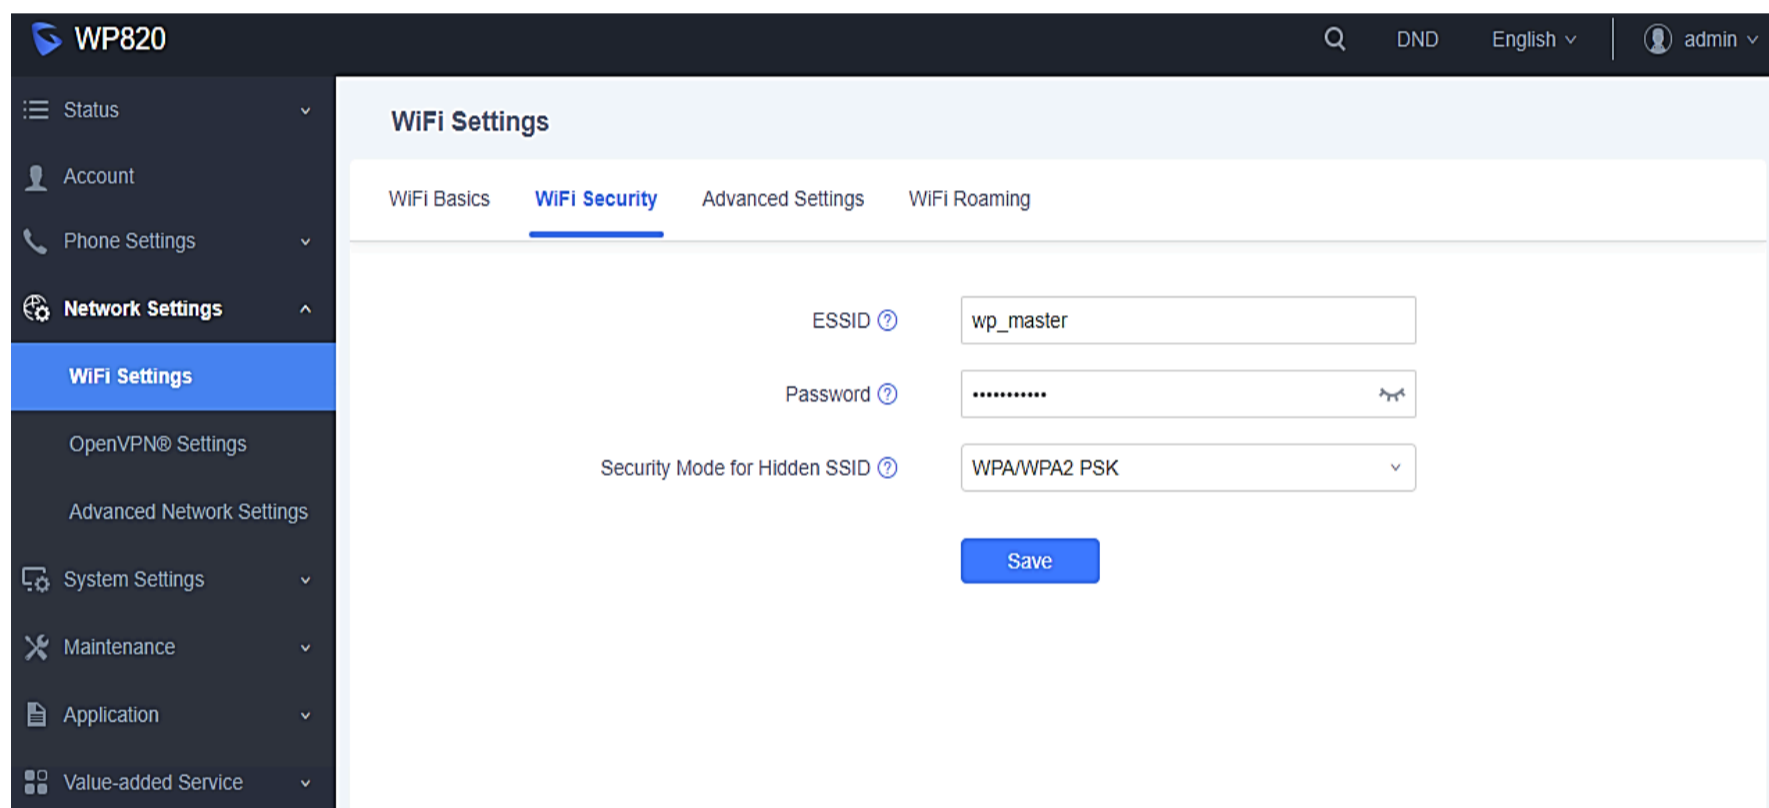 WP820
DND
English
admin
Status
Account
Phone Settings
Network Settings
WiFi Settings
OpenVPN® Settings
Advanced Network Settings
System Settings
Maintenance
Application
Value-added Service
WiFi Settings
WiFi Basics
WiFi Security
Advanced Settings
WiFi Roaming
ESSID ?
wp_master
Password ?
•••••••••••
Security Mode for Hidden SSID ?
WPA/WPA2 PSK
Save